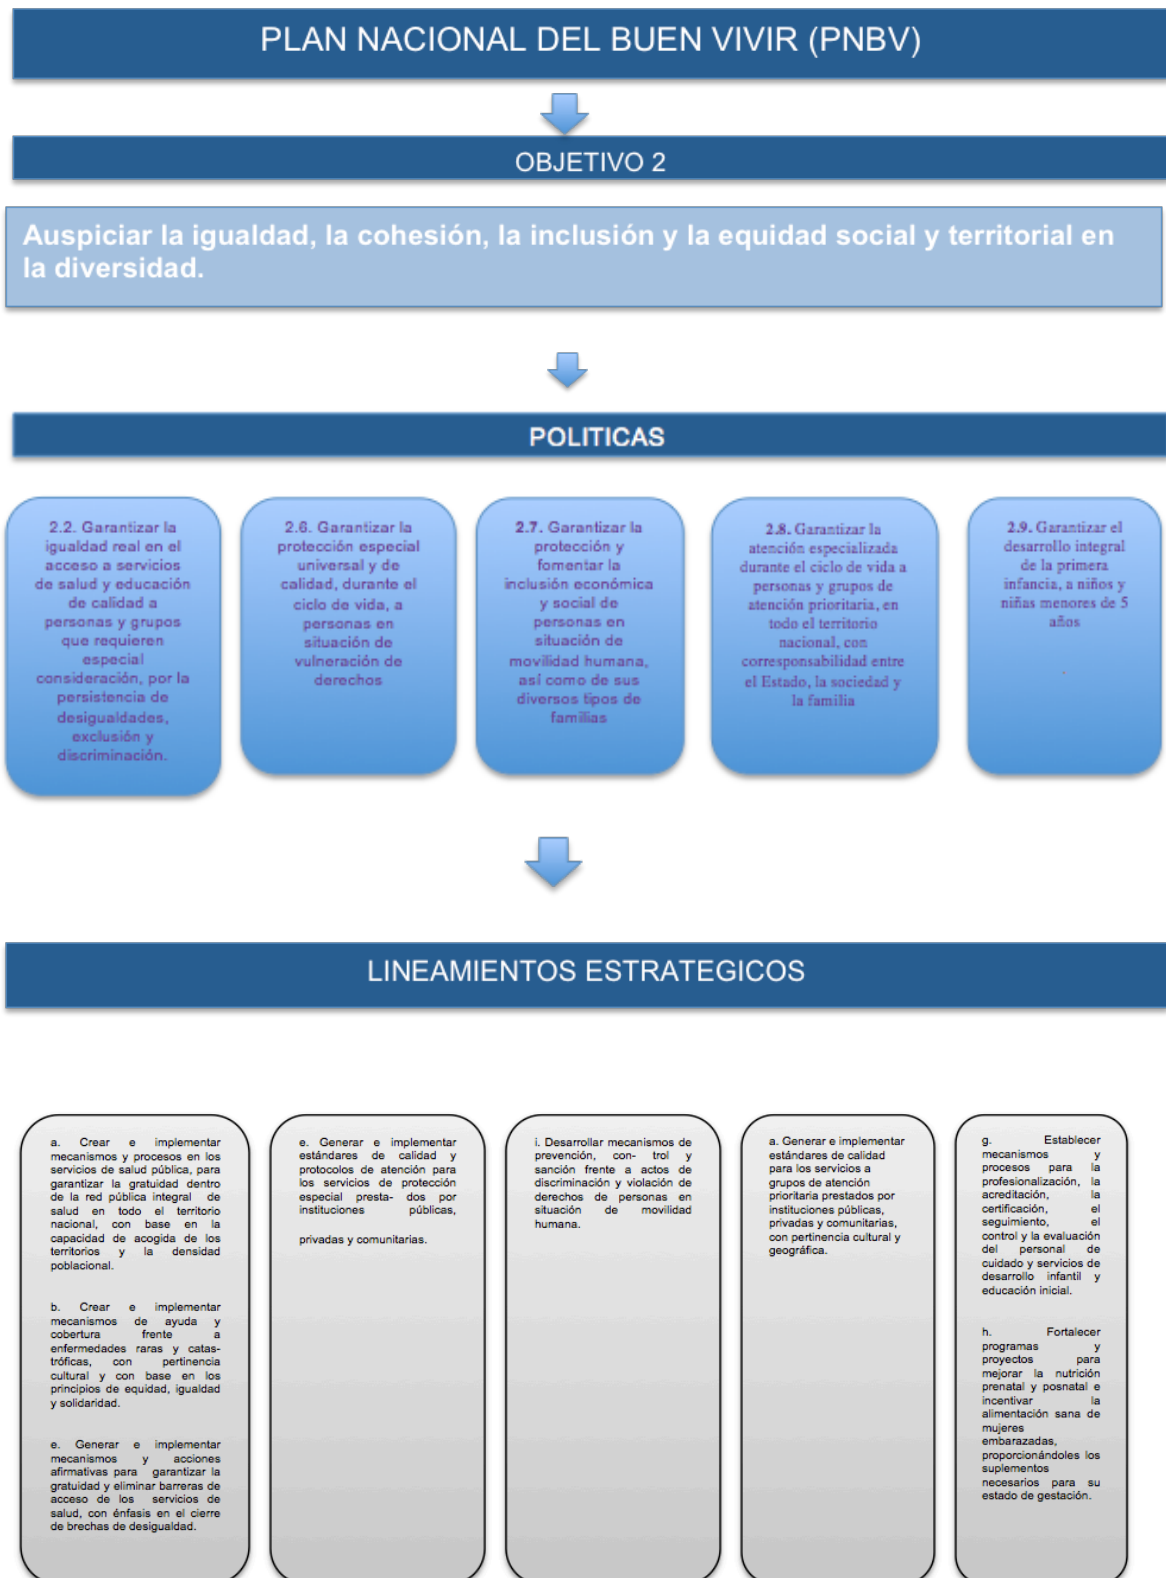 PLAN NACIONAL DEL BUEN VIVIR (PNBV)
OBJETIVO 2
Auspiciar la igualdad, la cohesión, la inclusión y la equidad social y territorial en
la diversidad.
POLITICAS
2.2. Garantizar la
igualdad real en el
acceso a servicios
de salud y educación
de calidad a
personas y grupos
que requieren
especial
consideración, por la
persistencia de
desigualdades,
exclusión y
discriminación.
2.6. Garantizar la
protección especial
universal y de
calidad, durante el
ciclo de vida, a
personas en
situación de
vulneración de
derechos
2.7. Garantizar la
protección y
fomentar la
inclusión económica
y social de
personas en
situación de
movilidad humana,
así como de sus
diversos tipos de
familias
2.8. Garantizar la
atención especializada
durante el ciclo de vida a
personas y grupos de
atención prioritaria, en
todo el territorio
nacional, con
corresponsabilidad entre
el Estado, la sociedad y
la familia
2.9. Garantizar el
desarrollo integral
de la primera
infancia, a niños y
niñas menores de 5
años
.
LINEAMIENTOS ESTRATEGICOS
a. Crear e implementar
mecanismos y procesos en los
servicios de salud pública, para
garantizar la gratuidad dentro
de la red pública integral de
salud en todo el territorio
nacional, con base en la
capacidad de acogida de los
territorios y la densidad
poblacional.
b. Crear e implementar
mecanismos de ayuda y
cobertura frente a
enfermedades raras y catas-
tróficas, con pertinencia
cultural y con base en los
principios de equidad, igualdad
y solidaridad.
e. Generar e implementar
mecanismos y acciones
afirmativas para garantizar la
gratuidad y eliminar barreras de
acceso de los servicios de
salud, con énfasis en el cierre
de brechas de desigualdad.
e. Generar e implementar
estándares de calidad y
protocolos de atención para
los servicios de protección
especial presta- dos por
instituciones públicas,
privadas y comunitarias.
i. Desarrollar mecanismos de
prevención, con- trol y
sanción frente a actos de
discriminación y violación de
derechos de personas en
situación de movilidad
humana.
a. Generar e implementar
estándares de calidad
para los servicios a
grupos de atención
prioritaria prestados por
instituciones públicas,
privadas y comunitarias,
con pertinencia cultural y
geográfica.
g. Establecer
mecanismos y
procesos para la
profesionalización, la
acreditación, la
certificación, el
seguimiento, el
control y la evaluación
del personal de
cuidado y servicios de
desarrollo infantil y
educación inicial.
h. Fortalecer
programas y
proyectos para
mejorar la nutrición
prenatal y posnatal e
incentivar la
alimentación sana de
mujeres
embarazadas,
proporcionándoles los
suplementos
necesarios para su
estado de gestación.